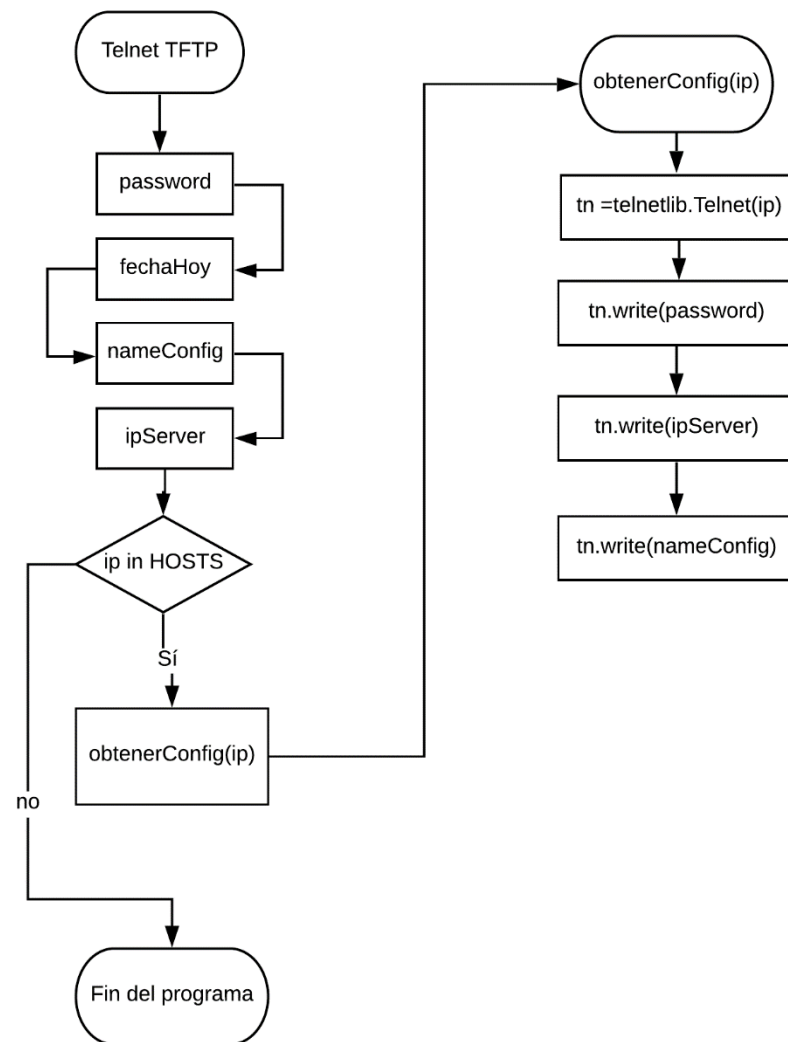 Telnet TFTP
password
fechaHoy
nameConfig
ipServer
ip in HOSTS
Sí
obtenerConfig(ip)
no
Fin del programa
obtenerConfig(ip)
tn =telnetlib.Telnet(ip)
tn.write(password)
tn.write(ipServer)
tn.write(nameConfig)